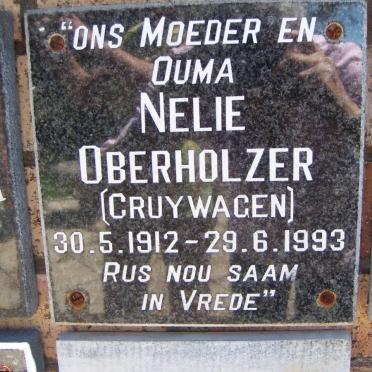 "ONS MOEDER EN
OUMA
NELIE
OBERHOLZER
(CRUYWAGEN)
30.5.1912-29.6.1993
RUS NOU SAAM
IN VREDE"